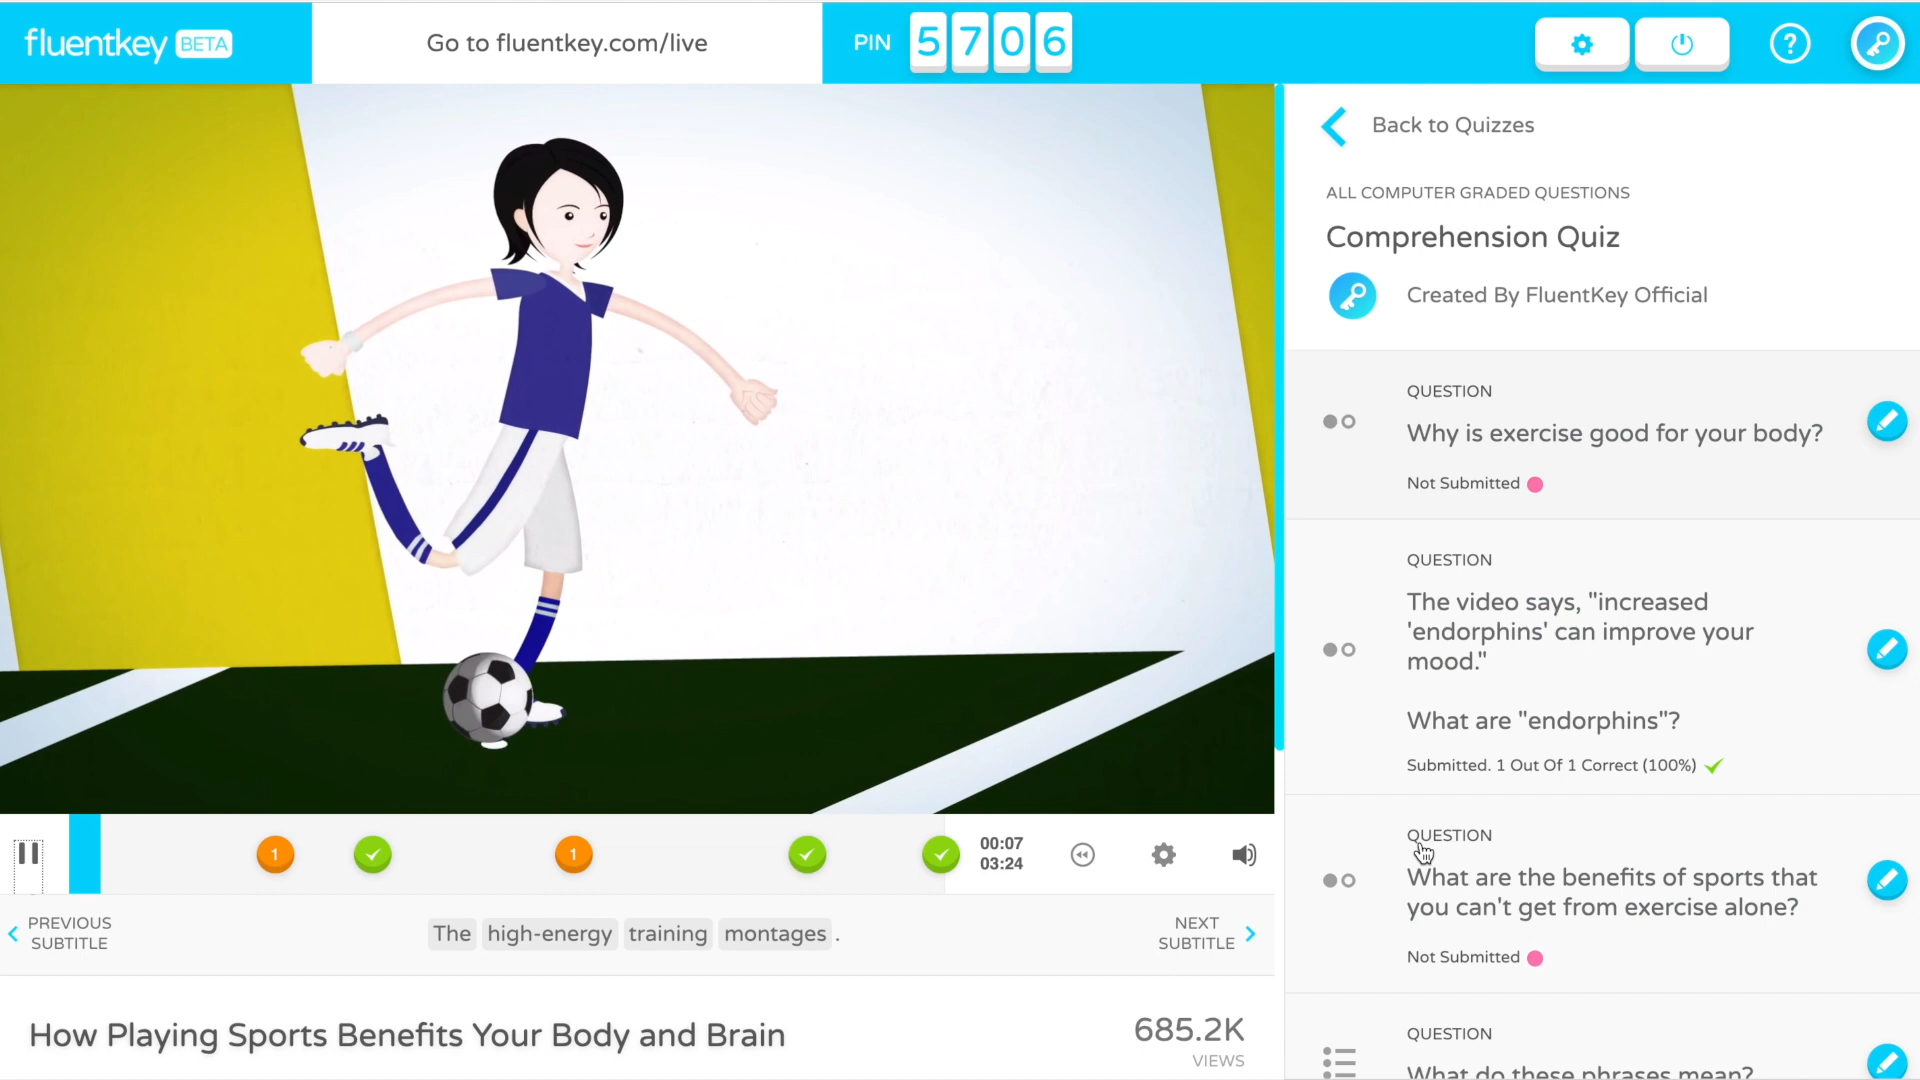 fluentkey BETA
Go to fluentkey.com/live
PIN 5 7 0 6
?
Back to Quizzes
ALL COMPUTER GRADED QUESTIONS
Comprehension Quiz
Created By FluentKey Official
QUESTION
Why is exercise good for your body?
Not Submitted
QUESTION
The video says, "increased
'endorphins' can improve your
mood."
What are "endorphins"?
Submitted. 1 Out Of 1 Correct (100%)
QUESTION
What are the benefits of sports that
you can't get from exercise alone?
Not Submitted
QUESTION
What do these phrases mean?
1
1
00:07
03:24
PREVIOUS
SUBTITLE
The high-energy training montages .
NEXT
SUBTITLE
How Playing Sports Benefits Your Body and Brain
685.2K
VIEWS